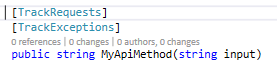 [TrackRequests]
[TrackExceptions]
0 references | 0 changes | 0 authors, 0 changes
public string MyApiMethod(string input)